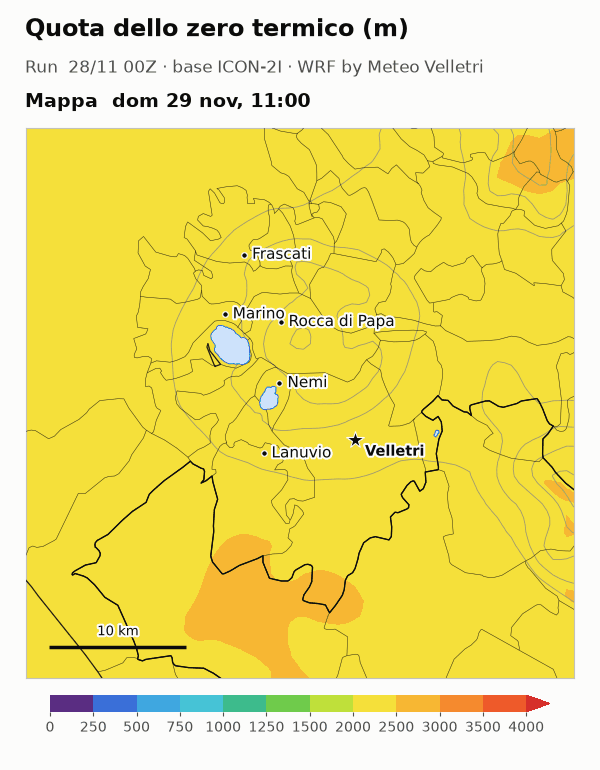 Quota dello zero termico (m)
Run  28/11 00Z · base ICON-2I · WRF by Meteo Velletri
Mappa  dom 29 nov, 11:00
Frascati
Marino
Rocca di Papa
Nemi
Velletri
Lanuvio
10 km
0 250 500 750 1000 1250 1500 2000 2500 3000 3500 4000